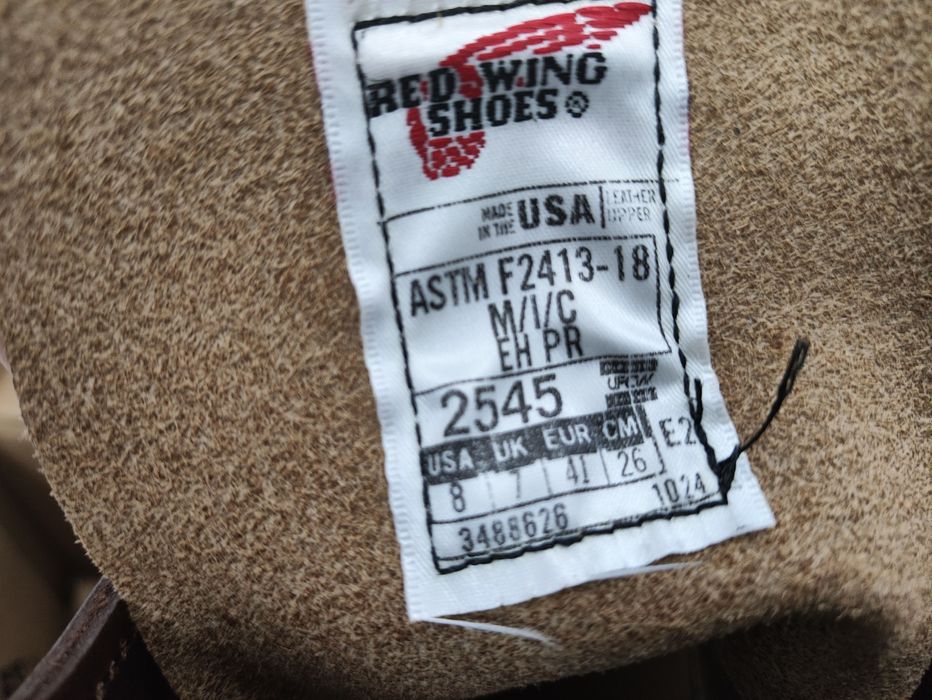 RED WING
SHOES ®
MADE IN THE USA LEATHER UPPER
ASTM F2413-18
M/I/C
EH PR
2545
UFCW
USA UK EUR CM E2
8 7 41 26
3488626 1024